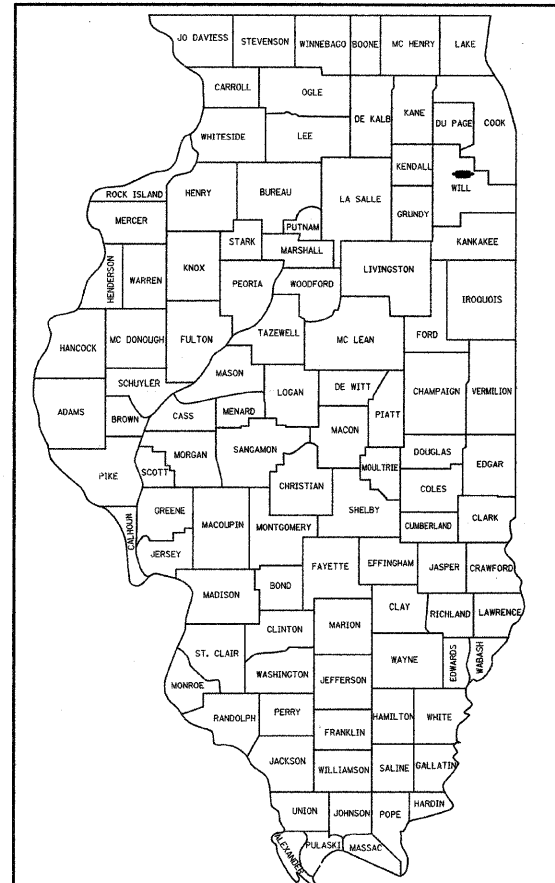 JO DAVIESS STEVENSON WINNEBAGO BOONE MC HENRY LAKE
CARROLL OGLE DE KALB KANE DU PAGE COOK
WHITESIDE LEE
KENDALL WILL
ROCK ISLAND HENRY BUREAU LA SALLE GRUNDY
MERCER PUTNAM KANKAKEE
STARK MARSHALL
HENDERSON WARREN KNOX PEORIA WOODFORD LIVINGSTON IROQUOIS
HANCOCK MC DONOUGH FULTON TAZEWELL MC LEAN FORD
MASON
SCHUYLER LOGAN DE WITT CHAMPAIGN VERMILION
ADAMS BROWN CASS MENARD MACON PIATT
PIKE SCOTT MORGAN SANGAMON MOULTRIE DOUGLAS EDGAR
CHRISTIAN COLES
CALHOUN GREENE MACOUPIN MONTGOMERY SHELBY CUMBERLAND CLARK
JERSEY
MADISON BOND FAYETTE EFFINGHAM JASPER CRAWFORD
CLINTON MARION CLAY RICHLAND LAWRENCE
ST. CLAIR WASHINGTON JEFFERSON WAYNE EDWARDS WABASH
MONROE
RANDOLPH PERRY FRANKLIN HAMILTON WHITE
JACKSON WILLIAMSON SALINE GALLATIN
UNION JOHNSON POPE HARDIN
ALEXANDER PULASKI MASSAC